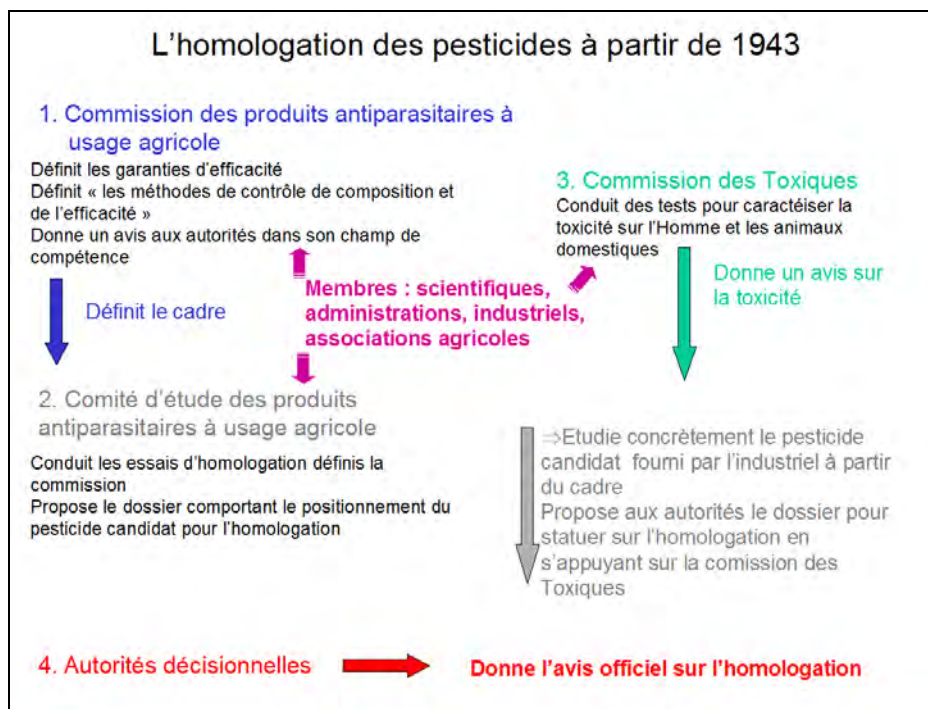 L'homologation des pesticides à partir de 1943
1. Commission des produits antiparasitaires à
usage agricole
Définit les garanties d'efficacité
Définit « les méthodes de contrôle de composition et
de l'efficacité »
Donne un avis aux autorités dans son champ de
compétence
Définit le cadre
3. Commission des Toxiques
Conduit des tests pour caractéiser la
toxicité sur l'Homme et les animaux
domestiques
Donne un avis sur
la toxicité
Membres : scientifiques,
administrations, industriels,
associations agricoles
2. Comité d'étude des produits
antiparasitaires à usage agricole
Conduit les essais d'homologation définis la
commission
Propose le dossier comportant le positionnement du
pesticide candidat pour l'homologation
⇒Etudie concrètement le pesticide
candidat fourni par l'industriel à partir
du cadre
Propose aux autorités le dossier pour
statuer sur l'homologation en
s'appuyant sur la comission des
Toxiques
4. Autorités décisionnelles
Donne l'avis officiel sur l'homologation